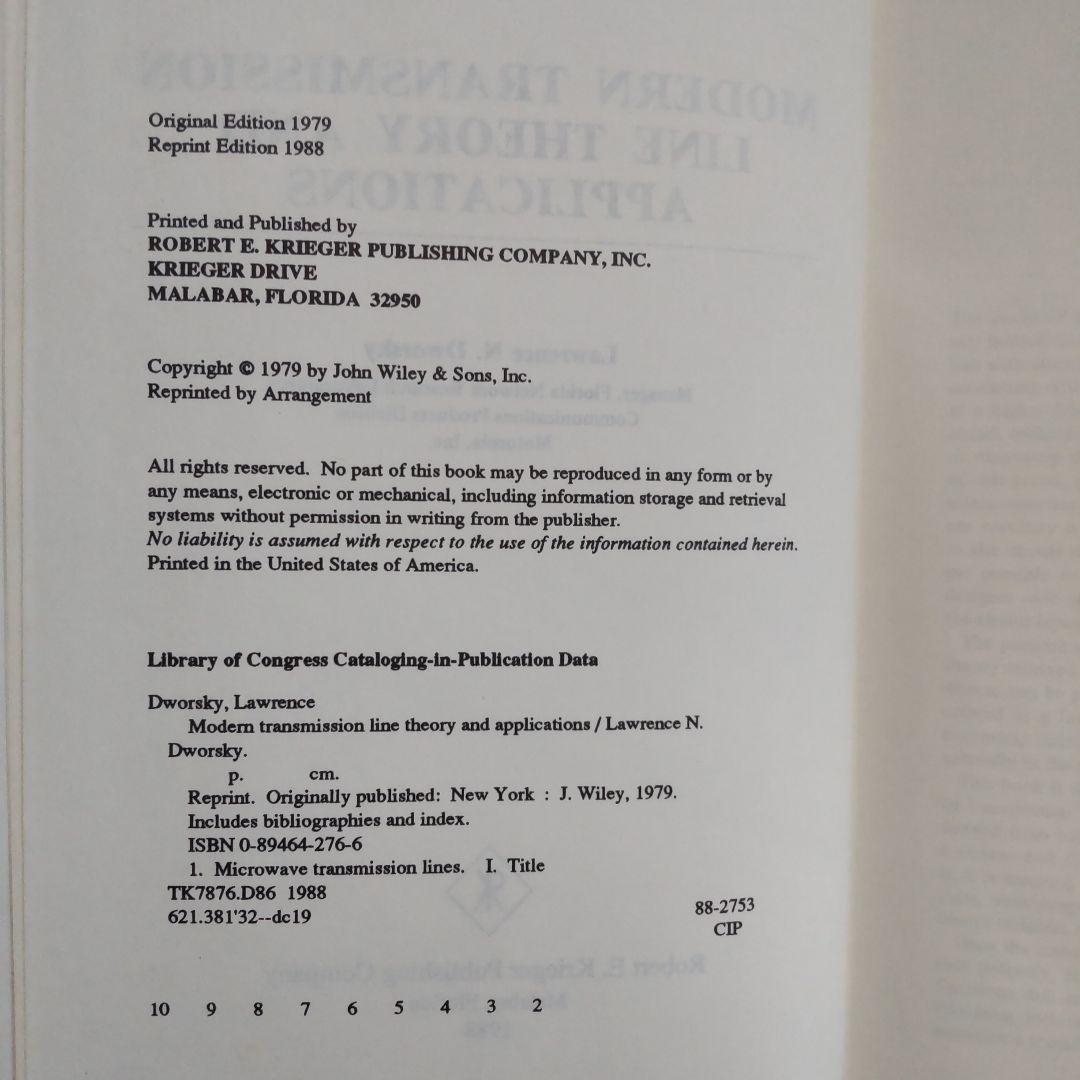 Original Edition 1979
Reprint Edition 1988
Printed and Published by
ROBERT E. KRIEGER PUBLISHING COMPANY, INC.
KRIEGER DRIVE
MALABAR, FLORIDA 32950
Copyright © 1979 by John Wiley & Sons, Inc.
Reprinted by Arrangement
All rights reserved. No part of this book may be reproduced in any form or by
any means, electronic or mechanical, including information storage and retrieval
systems without permission in writing from the publisher.
No liability is assumed with respect to the use of the information contained herein.
Printed in the United States of America.
Library of Congress Cataloging-in-Publication Data
Dworsky, Lawrence
Modern transmission line theory and applications / Lawrence N.
Dworsky.
p. cm.
Reprint. Originally published: New York : J. Wiley, 1979.
Includes bibliographies and index.
ISBN 0-89464-276-6
1. Microwave transmission lines. I. Title
TK7876.D86 1988
621.381'32--dc19
88-2753
CIP
10 9 8 7 6 5 4 3 2